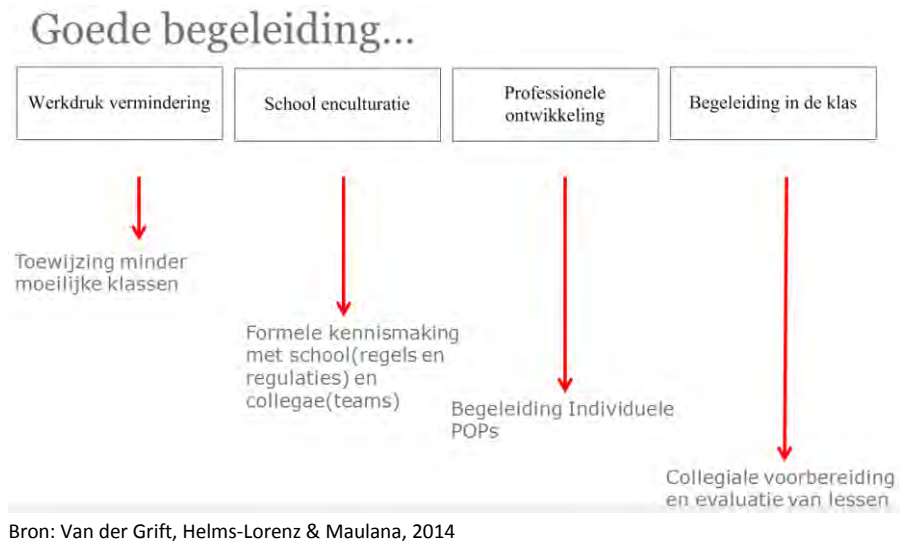 Goede begeleiding...
Werkdruk vermindering
School enculturatie
Professionele
ontwikkeling
Begeleiding in de klas
Toewijzing minder
moeilijke klassen
Formele kennismaking
met school(regels en
regulaties) en
collegae(teams)
Begeleiding Individuele
POPs
Collegiale voorbereiding
en evaluatie van lessen
Bron: Van der Grift, Helms-Lorenz & Maulana, 2014